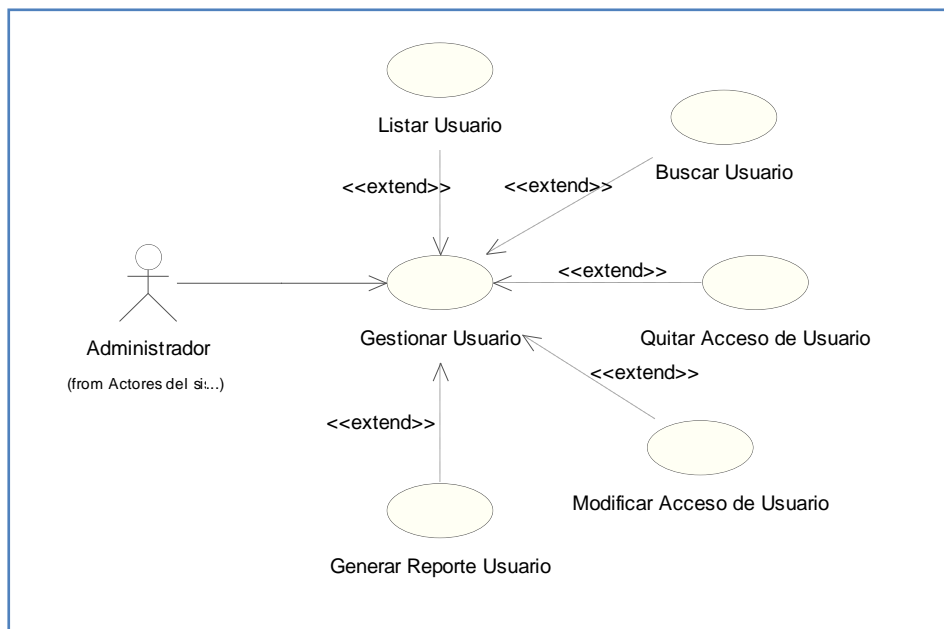 Listar Usuario
Buscar Usuario
<<extend>>
<<extend>>
<<extend>>
Gestionar Usuario
Quitar Acceso de Usuario
Administrador
(from Actores del si:...)
<<extend>>
<<extend>>
Modificar Acceso de Usuario
Generar Reporte Usuario